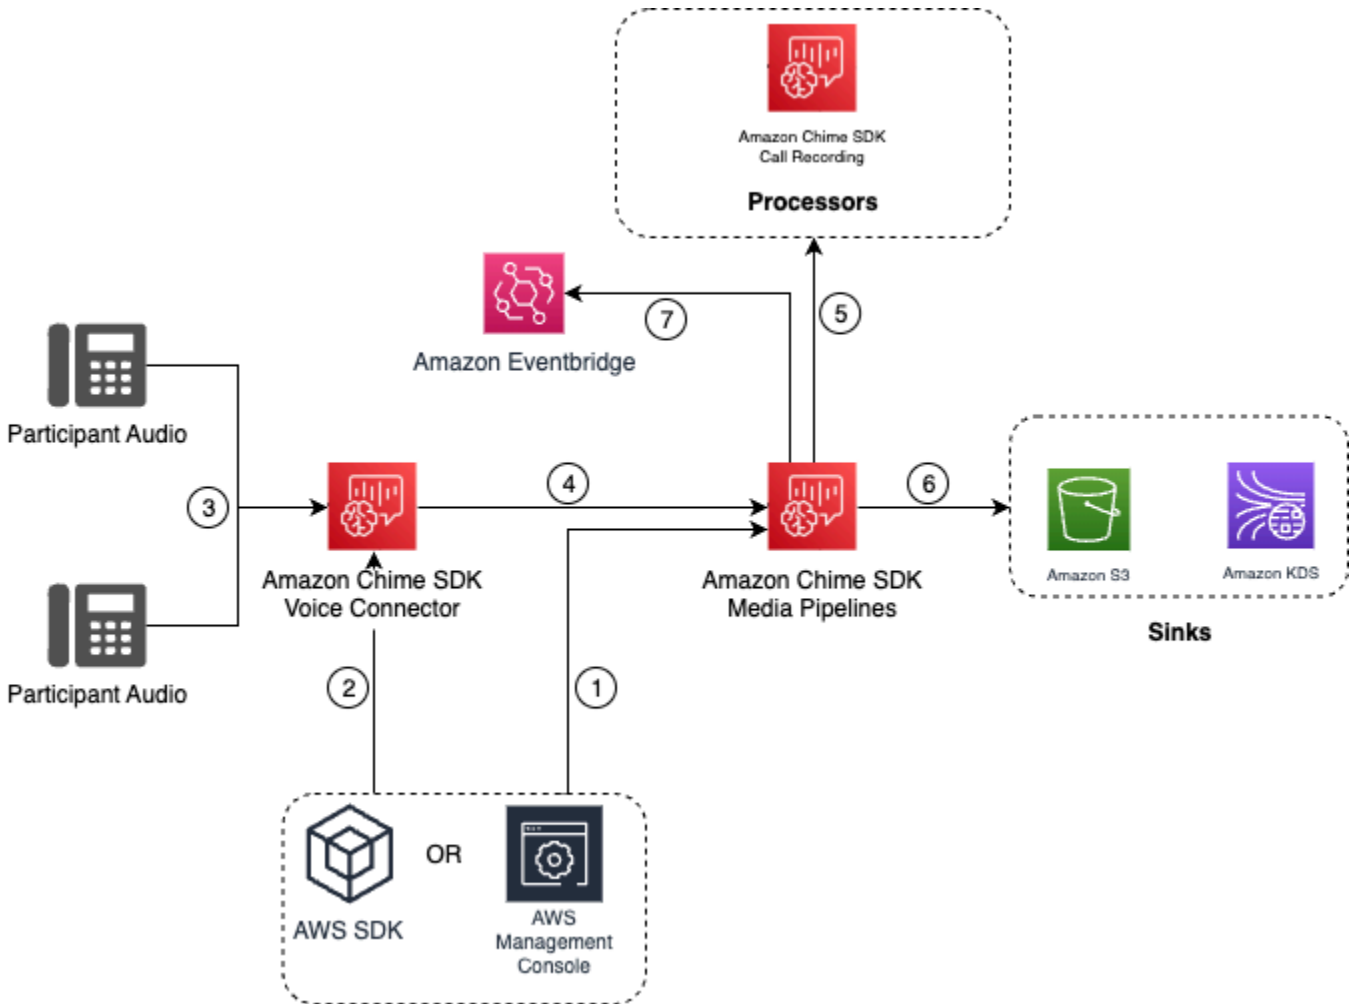 Amazon Chime SDK
Call Recording
Processors
7
5
Amazon Eventbridge
Participant Audio
3
4
6
Amazon S3
Amazon KDS
Amazon Chime SDK
Voice Connector
Amazon Chime SDK
Media Pipelines
Sinks
Participant Audio
2
1
OR
AWS SDK
AWS
Management
Console